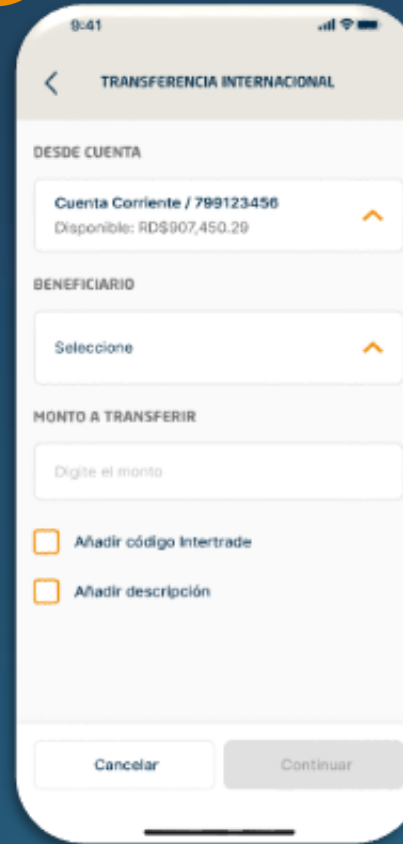 9:41
TRANSFERENCIA INTERNACIONAL
DESDE CUENTA
Cuenta Corriente / 799123456
Disponible: RD$907,450.29
BENEFICIARIO
Seleccione
MONTO A TRANSFERIR
Digite el monto
Añadir código Intertrade
Añadir descripción
Cancelar
Continuar